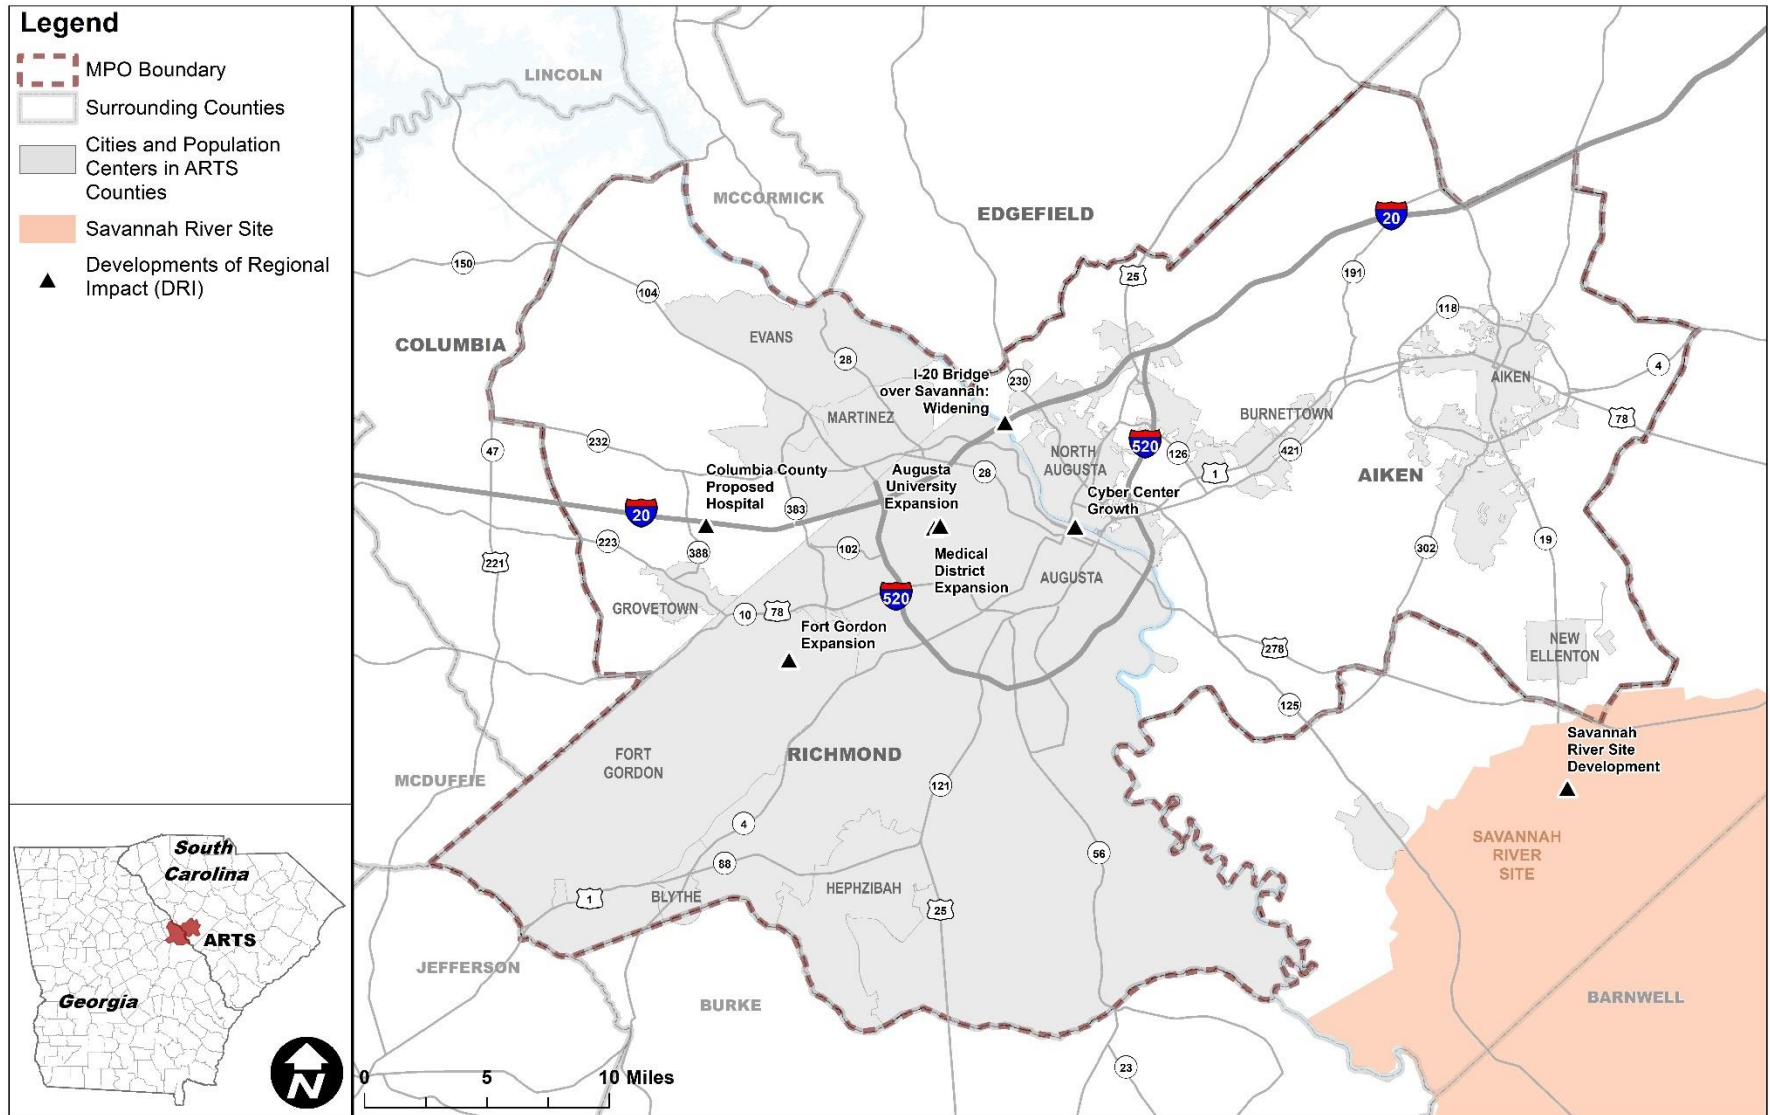 Legend
MPO Boundary
Surrounding Counties
Cities and Population
Centers in ARTS
Counties
Savannah River Site
Developments of Regional
Impact (DRI)
South
Carolina
ARTS
Georgia
N
0 5 10 Miles
LINCOLN
MCCORMICK
EDGEFIELD
150
104
25
20
191
118
COLUMBIA
EVANS
28
I-20 Bridge
over Savannah:
Widening
230
4
AIKEN
78
MARTINEZ
BURNETTOWN
47
232
NORTH
AUGUSTA
520
126
421
1
AIKEN
Columbia County
Proposed
Hospital
Augusta
University
Expansion
28
Cyber Center
Growth
20
383
223
388
102
302
19
221
Medical
District
Expansion
AUGUSTA
520
GROVETOWN
10
78
Fort Gordon
Expansion
278
NEW
ELLENTON
125
FORT
GORDON
RICHMOND
Savannah
River Site
Development
MCDUFFIE
121
4
88
56
SAVANNAH
RIVER
SITE
1
BLYTHE
HEPHZIBAH
25
JEFFERSON
BURKE
BARNWELL
23